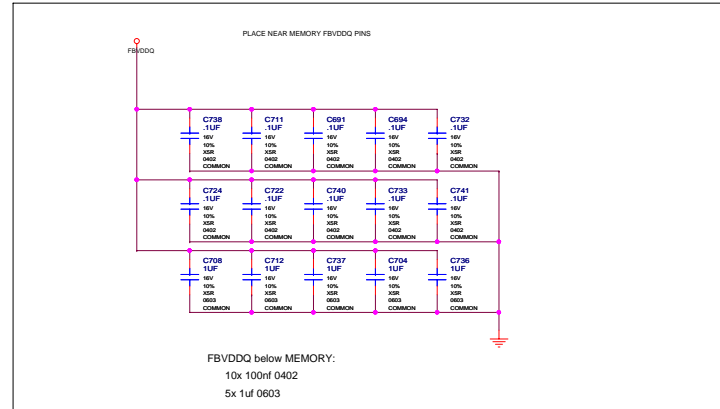 PLACE NEAR MEMORY FBVDDQ PINS
FBVDDQ
C738 C711 C691 C694 C732
.1UF .1UF .1UF .1UF .1UF
16V 16V 16V 16V 16V
10% 10% 10% 10% 10%
X5R X5R X5R X5R X5R
0402 0402 0402 0402 0402
COMMON COMMON COMMON COMMON COMMON
C724 C722 C740 C733 C741
.1UF .1UF .1UF .1UF .1UF
16V 16V 16V 16V 16V
10% 10% 10% 10% 10%
X5R X5R X5R X5R X5R
0402 0402 0402 0402 0402
COMMON COMMON COMMON COMMON COMMON
C708 C712 C737 C704 C736
1UF 1UF 1UF 1UF 1UF
16V 16V 16V 16V 16V
10% 10% 10% 10% 10%
X5R X5R X5R X5R X5R
0603 0603 0603 0603 0603
COMMON COMMON COMMON COMMON COMMON
FBVDDQ below MEMORY:
10x 100nf 0402
5x 1uf 0603